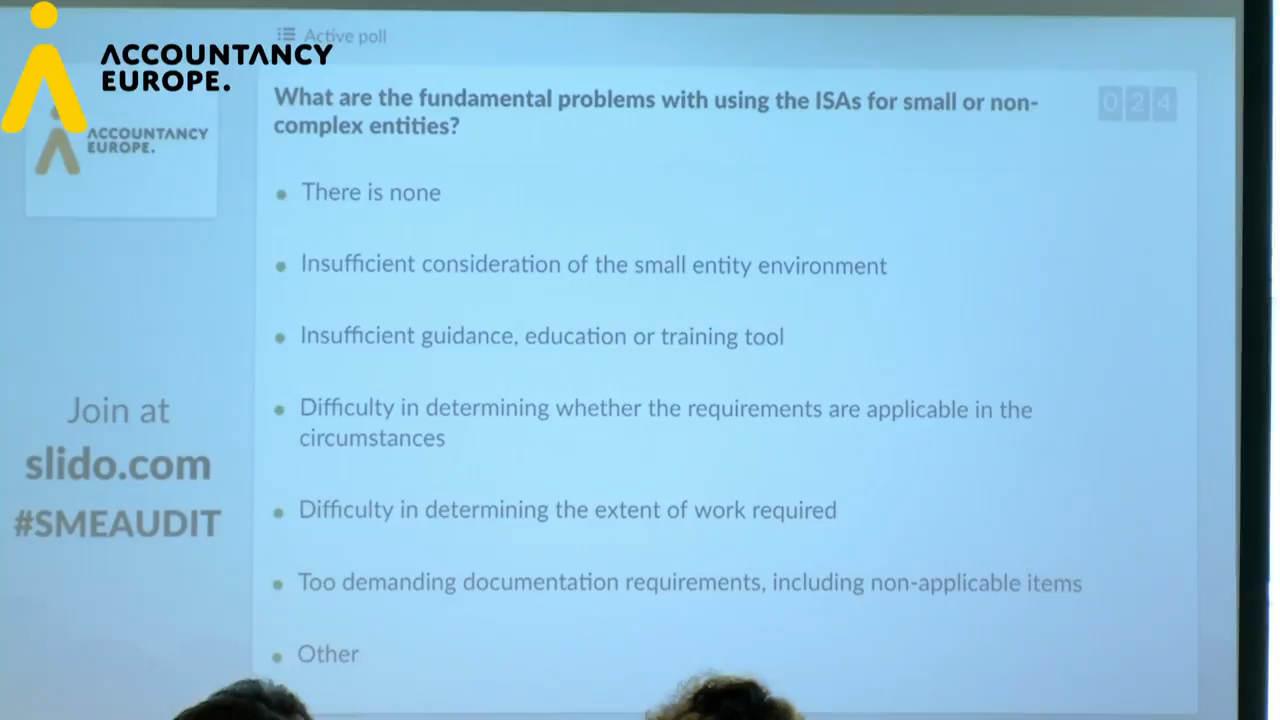 Active poll
ACCOUNTANCY
EUROPE.
ACCOUNTANCY
EUROPE.
What are the fundamental problems with using the ISAs for small or non-
complex entities?
024
There is none
Insufficient consideration of the small entity environment
Insufficient guidance, education or training tool
Difficulty in determining whether the requirements are applicable in the
circumstances
Difficulty in determining the extent of work required
Too demanding documentation requirements, including non-applicable items
Other
Join at
slido.com
#SMEAUDIT